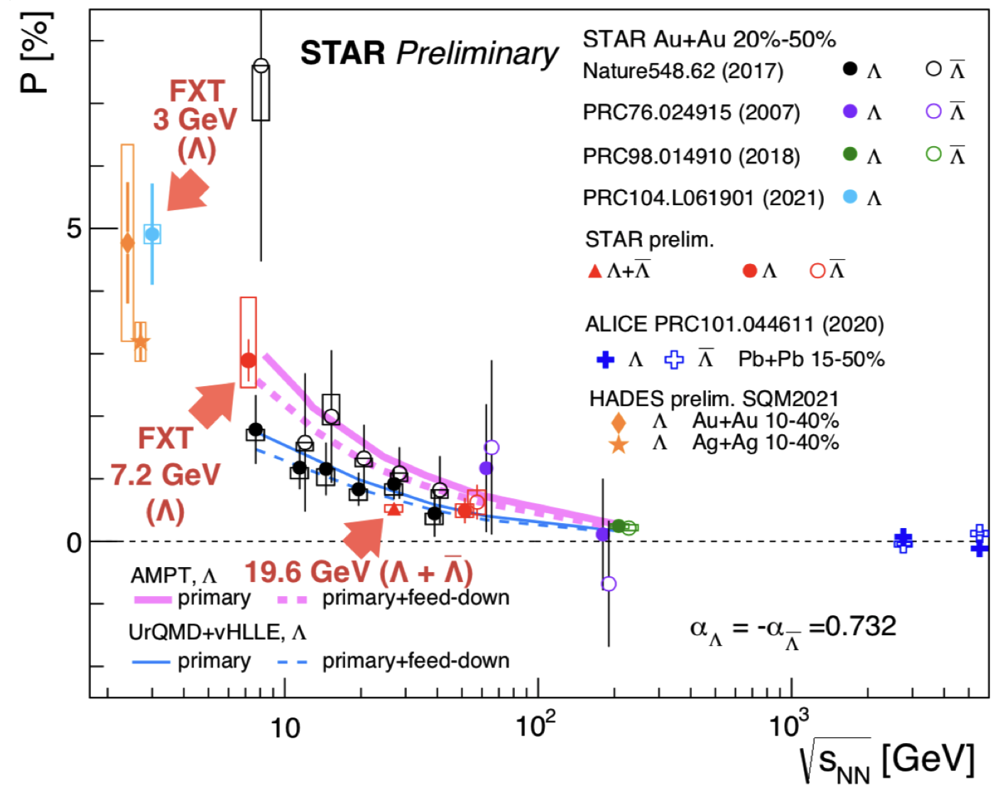 P [%]
STAR Preliminary
STAR Au+Au 20%-50%
Nature548.62 (2017) Λ Λ̅
PRC76.024915 (2007) Λ Λ̅
PRC98.014910 (2018) Λ Λ̅
PRC104.L061901 (2021) Λ
STAR prelim.
Λ+Λ̅ Λ Λ̅
ALICE PRC101.044611 (2020)
Λ Λ̅ Pb+Pb 15-50%
HADES prelim. SQM2021
Λ Au+Au 10-40%
Λ Ag+Ag 10-40%
FXT
3 GeV
(Λ)
5
FXT
7.2 GeV
(Λ)
0
19.6 GeV (Λ + Λ̅)
AMPT, Λ
primary primary+feed-down
UrQMD+vHLLE, Λ
primary primary+feed-down
α_Λ = -α_Λ̅ =0.732
10 10² 10³
√s_NN [GeV]